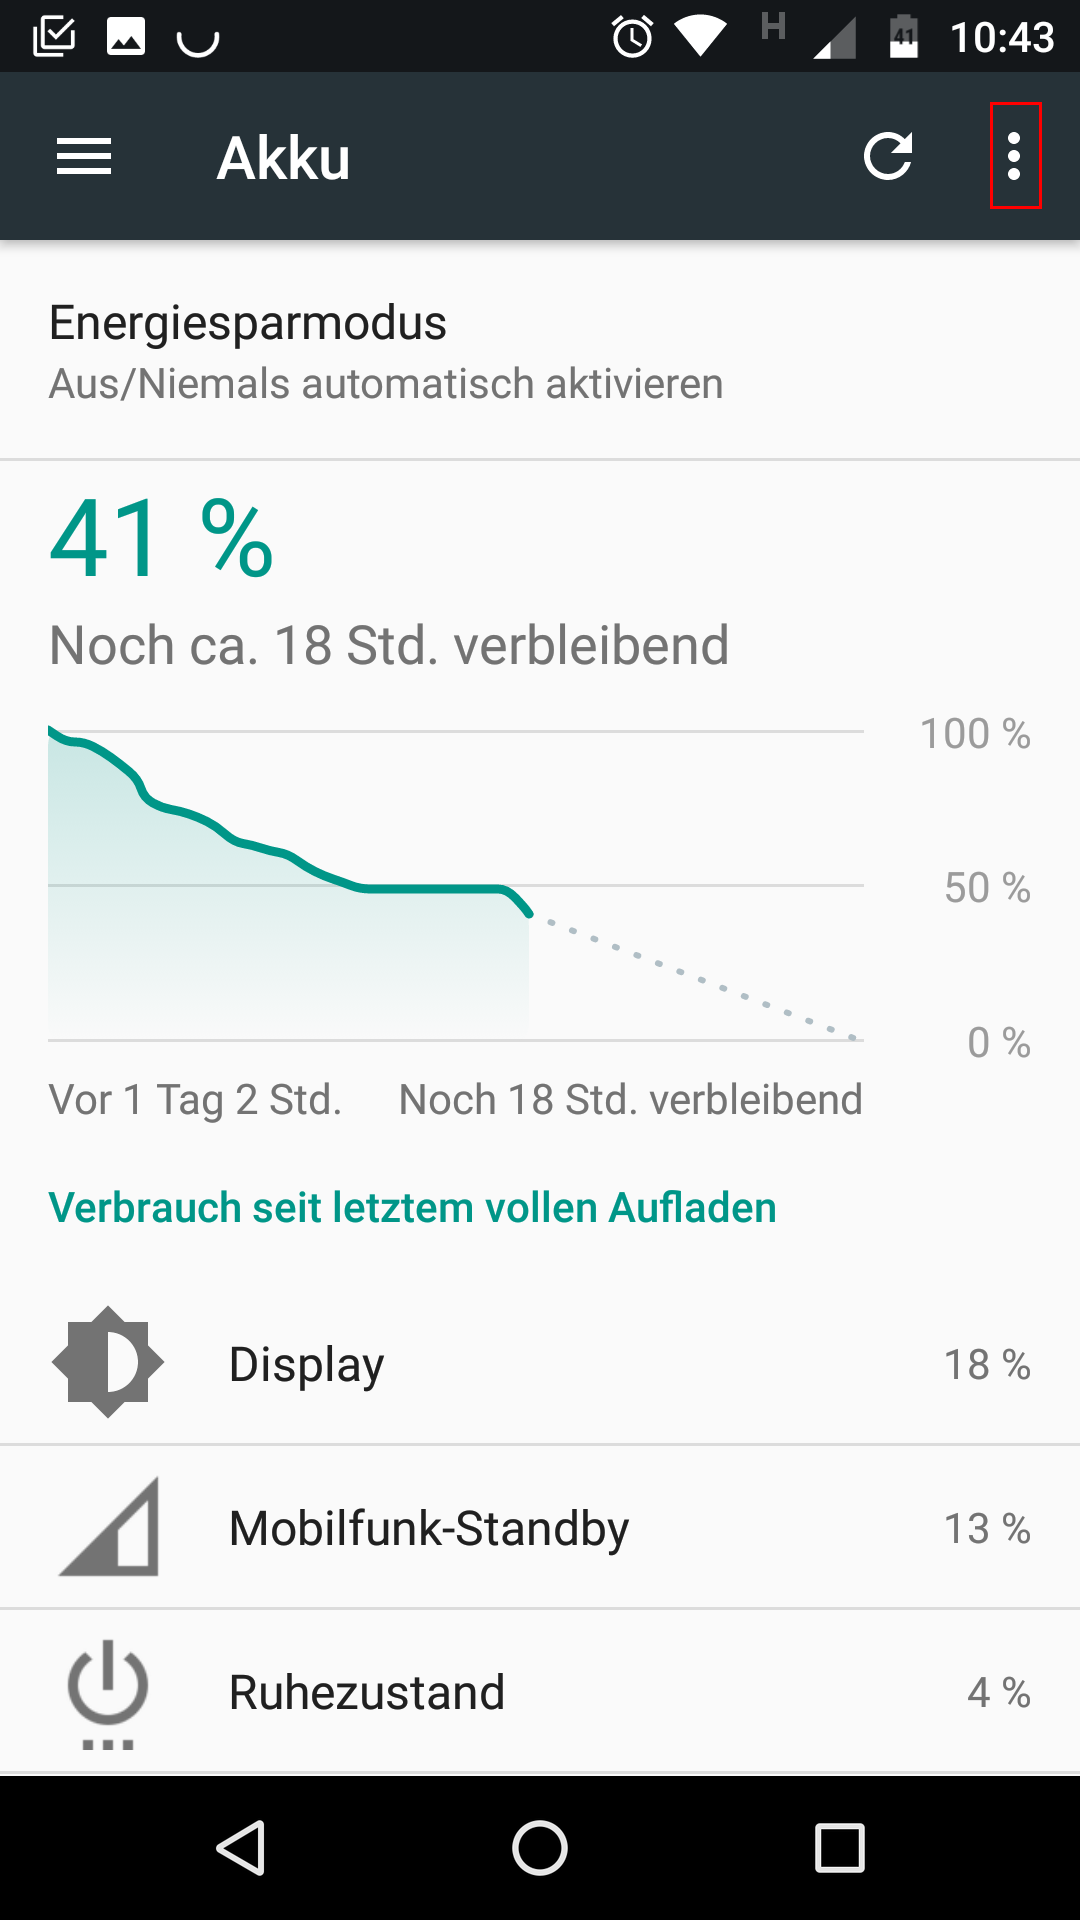 H 41 10:43
Akku
Energiesparmodus
Aus/Niemals automatisch aktivieren
41 %
Noch ca. 18 Std. verbleibend
100 %
50 %
0 %
Vor 1 Tag 2 Std. Noch 18 Std. verbleibend
Verbrauch seit letztem vollen Aufladen
Display 18 %
Mobilfunk-Standby 13 %
Ruhezustand 4 %